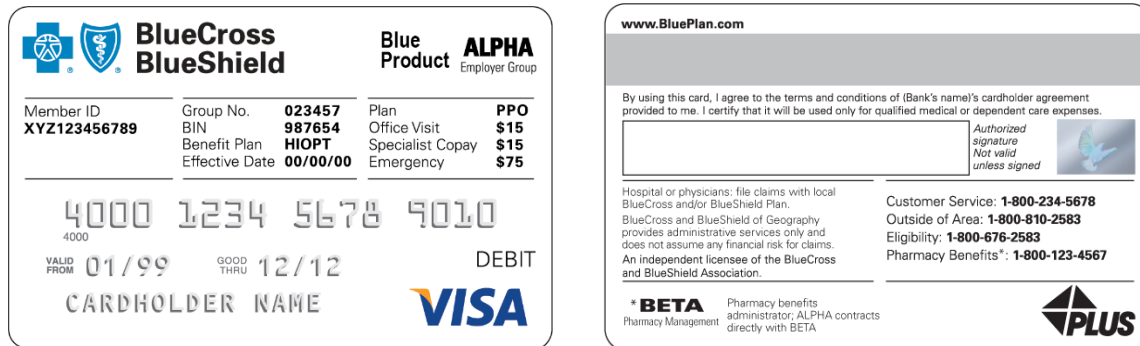 BlueCross
BlueShield
Blue
Product
ALPHA
Employer Group
Member ID
XYZ123456789
Group No. 023457
BIN 987654
Benefit Plan HIOPT
Effective Date 00/00/00
Plan PPO
Office Visit $15
Specialist Copay $15
Emergency $75
4000 1234 5678 9010
4000
VALID FROM 01/99 GOOD THRU 12/12
DEBIT
CARDHOLDER NAME
VISA
www.BluePlan.com
By using this card, I agree to the terms and conditions of (Bank's name)'s cardholder agreement
provided to me. I certify that it will be used only for qualified medical or dependent care expenses.
Authorized
signature
Not valid
unless signed
Hospital or physicians: file claims with local
BlueCross and/or BlueShield Plan.
BlueCross and BlueShield of Geography
provides administrative services only and
does not assume any financial risk for claims.
An independent licensee of the BlueCross
and BlueShield Association.
Customer Service: 1-800-234-5678
Outside of Area: 1-800-810-2583
Eligibility: 1-800-676-2583
Pharmacy Benefits*: 1-800-123-4567
*BETA
Pharmacy Management
Pharmacy benefits
administrator; ALPHA contracts
directly with BETA
PLUS